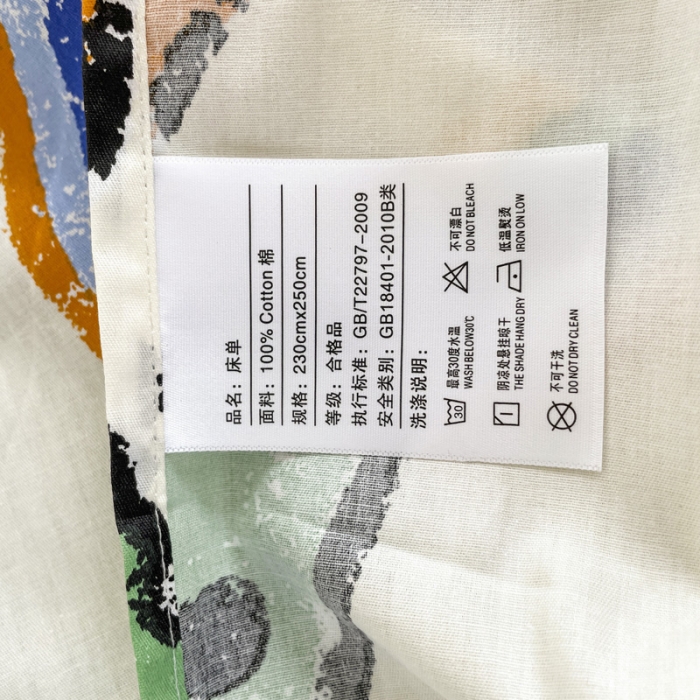 品名：床单
面料：100% Cotton 棉
规格：230cmx250cm
等级：合格品
执行标准：GB/T22797-2009
安全类别：GB18401-2010B类
洗涤说明：
30
最高30度水温
WASH BELOW30℃
不可漂白
DO NOT BLEACH
阴凉处悬挂晾干
THE SHADE HANG DRY
低温熨烫
IRON ON LOW
不可干洗
DO NOT DRY CLEAN